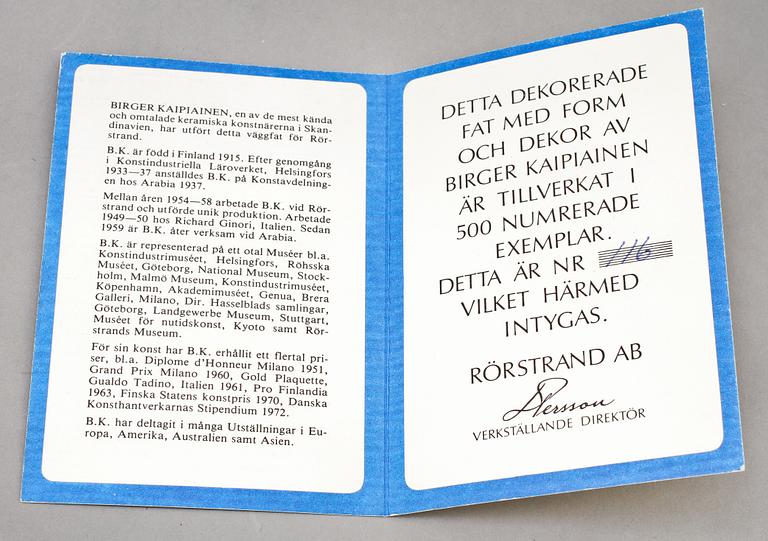 BIRGER KAIPIAINEN, en av de mest kända
och omtalade keramiska konstnärerna i Skan-
dinavien, har utfört detta väggfat för Rör-
strand.
B.K. är född i Finland 1915. Efter genomgång
i Konstindustriella Läroverket, Helsingfors
1933—37 anställdes B.K. på Konstavdelning-
en hos Arabia 1937.
Mellan åren 1954—58 arbetade B.K. vid Rör-
strand och utförde unik produktion. Arbetade
1949—50 hos Richard Ginori, Italien. Sedan
1959 är B.K. åter verksam vid Arabia.
B.K. är representerad på ett otal Muséer bl.a.
Konstindustrimuséet, Helsingfors, Röhsska
Muséet, Göteborg, National Museum, Stock-
holm, Malmö Museum, Konstindustrimuséet,
Köpenhamn, Akademimuséet, Genua, Brera
Galleri, Milano, Dir. Hasselblads samlingar,
Göteborg, Landgewerbe Museum, Stuttgart,
Muséet för nutidskonst, Kyoto samt Rör-
strands Museum.
För sin konst har B.K. erhållit ett flertal pri-
ser, bl.a. Diplome d'Honneur Milano 1951,
Grand Prix Milano 1960, Gold Plaquette,
Gualdo Tadino, Italien 1961, Pro Finlandia
1963, Finska Statens konstpris 1970, Danska
Konsthantverkarnas Stipendium 1972.
B.K. har deltagit i många Utställningar i Eu-
ropa, Amerika, Australien samt Asien.
DETTA DEKORERADE
FAT MED FORM
OCH DEKOR AV
BIRGER KAIPIAINEN
ÄR TILLVERKAT I
500 NUMRERADE
EXEMPLAR.
DETTA ÄR NR 116
VILKET HÄRMED
INTYGAS.
RÖRSTRAND AB
Persson
VERKSTÄLLANDE DIREKTÖR